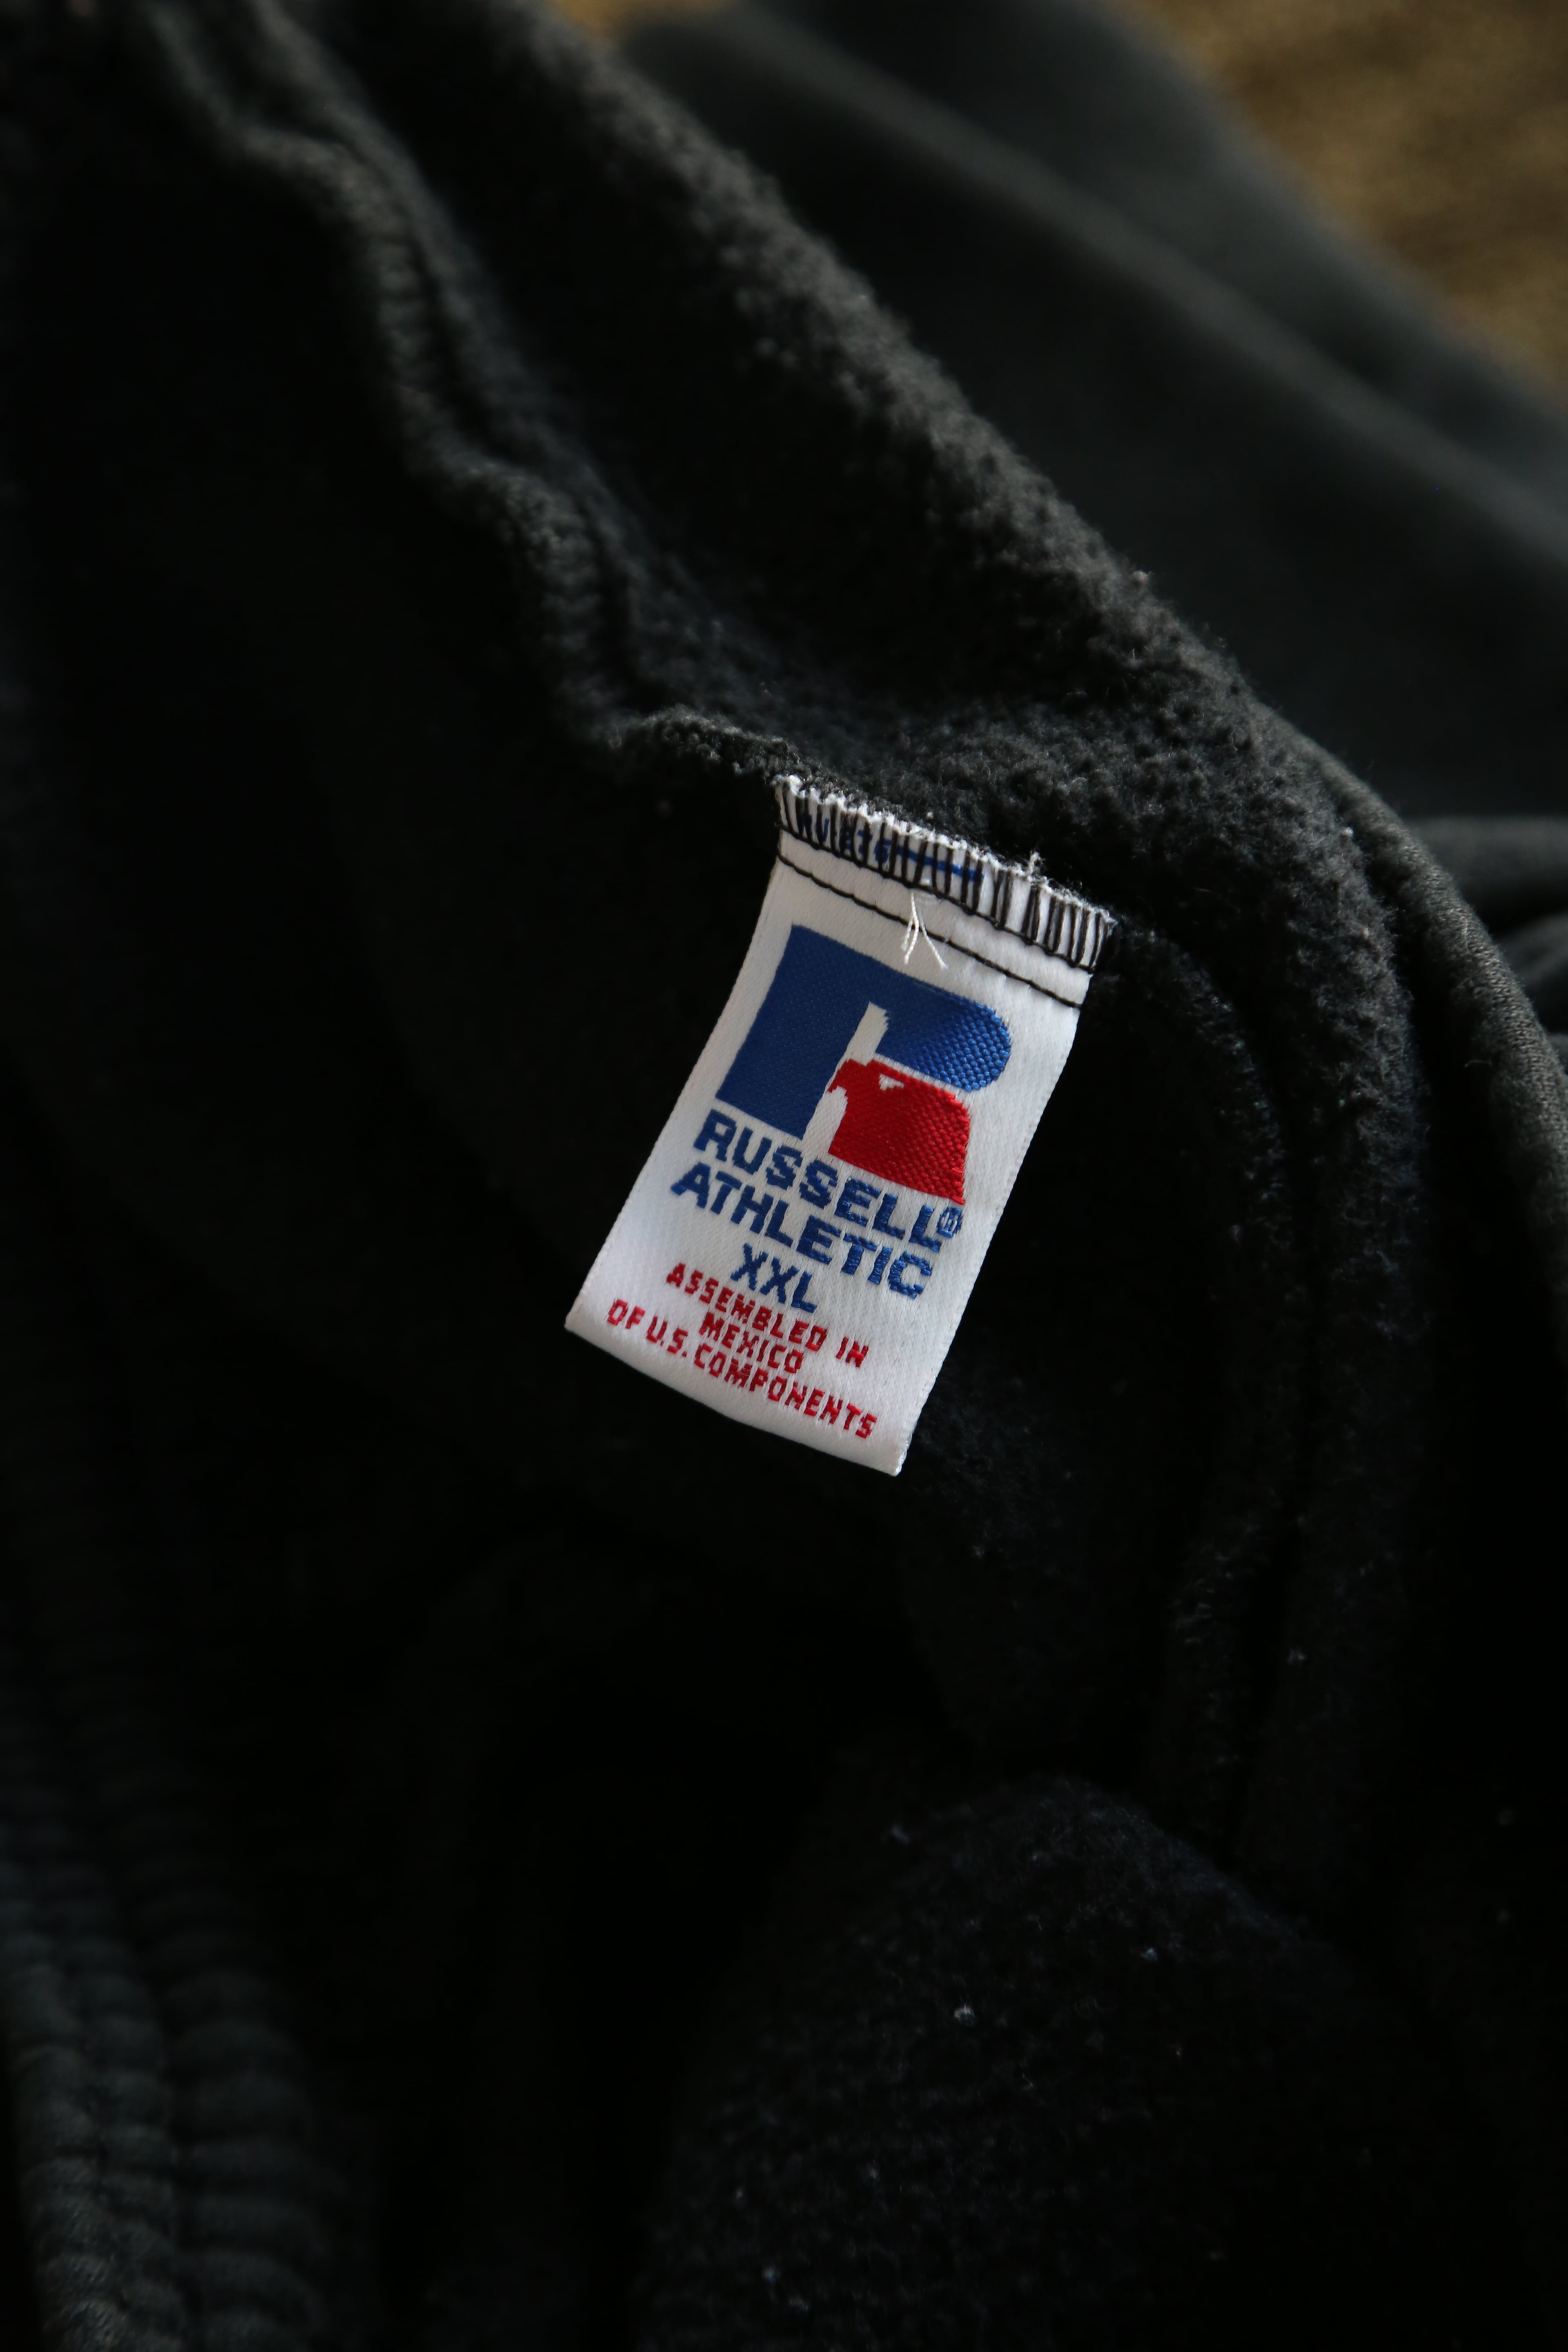 RUSSELL®
ATHLETIC
XXL
ASSEMBLED IN
MEXICO
OF U.S. COMPONENTS